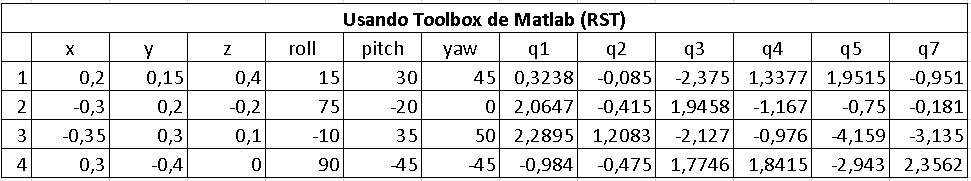 Usando Toolbox de Matlab (RST)
x y z roll pitch yaw q1 q2 q3 q4 q5 q7
1 0,2 0,15 0,4 15 30 45 0,3238 -0,085 -2,375 1,3377 1,9515 -0,951
2 -0,3 0,2 -0,2 75 -20 0 2,0647 -0,415 1,9458 -1,167 -0,75 -0,181
3 -0,35 0,3 0,1 -10 35 50 2,2895 1,2083 -2,127 -0,976 -4,159 -3,135
4 0,3 -0,4 0 90 -45 -45 -0,984 -0,475 1,7746 1,8415 -2,943 2,3562